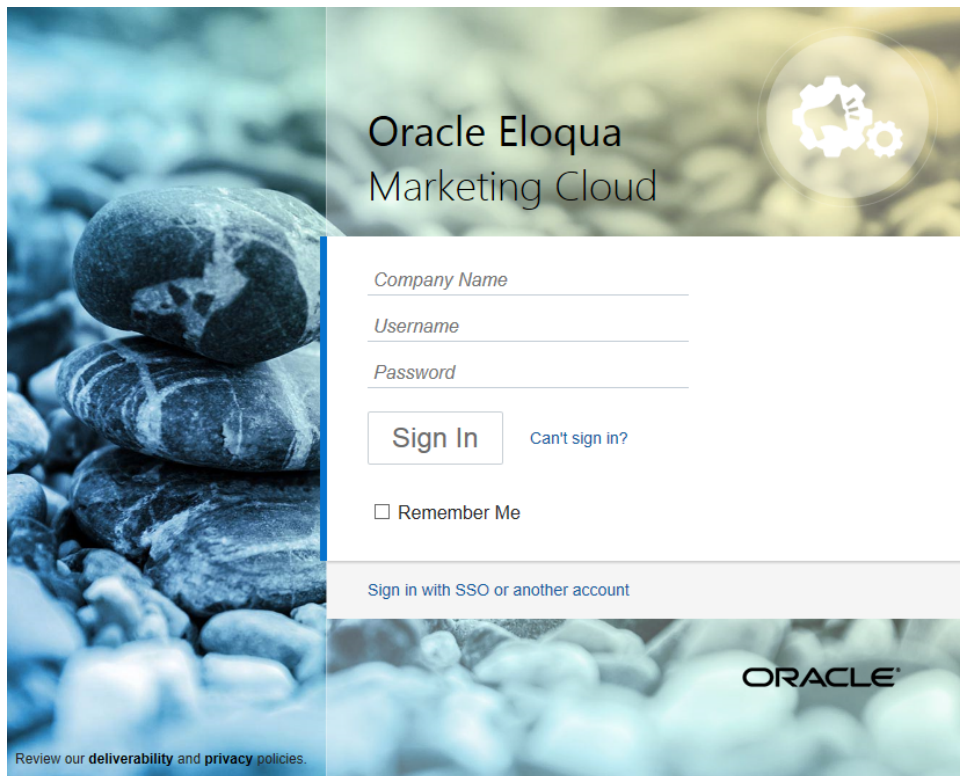 Oracle Eloqua
Marketing Cloud
Company Name
Username
Password
Sign In
Can't sign in?
Remember Me
Sign in with SSO or another account
ORACLE®
Review our deliverability and privacy policies.